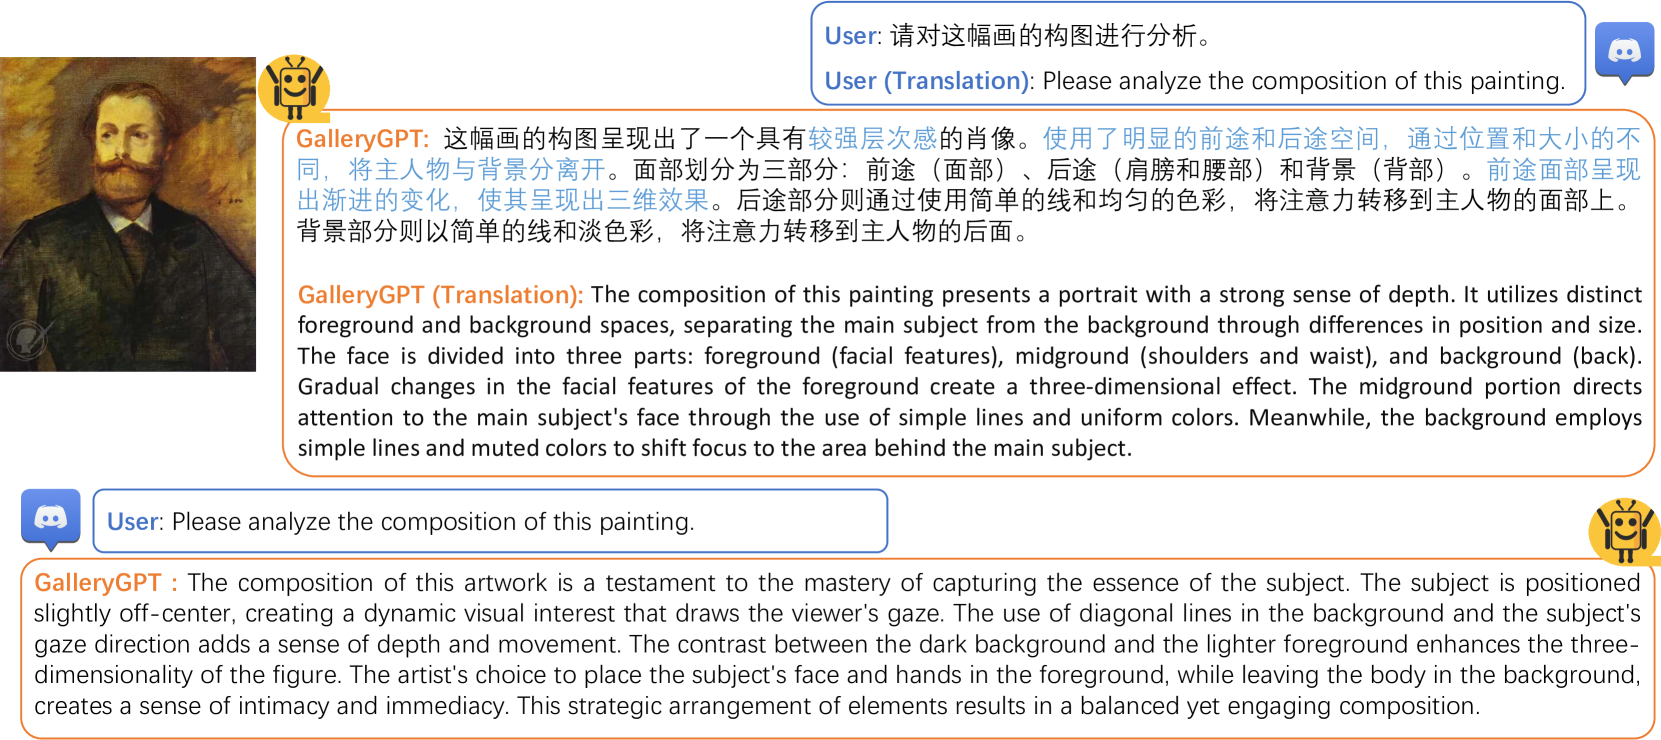 User: 请对这幅画的构图进行分析。
User (Translation): Please analyze the composition of this painting.
GalleryGPT: 这幅画的构图呈现出了一个具有较强层次感的肖像。使用了明显的前途和后途空间，通过位置和大小的不
同，将主人物与背景分离开。面部划分为三部分：前途（面部）、后途（肩膀和腰部）和背景（背部）。前途面部呈现
出渐进的变化，使其呈现出三维效果。后途部分则通过使用简单的线和均匀的色彩，将注意力转移到主人物的面部上。
背景部分则以简单的线和淡色彩，将注意力转移到主人物的后面。
GalleryGPT (Translation): The composition of this painting presents a portrait with a strong sense of depth. It utilizes distinct
foreground and background spaces, separating the main subject from the background through differences in position and size.
The face is divided into three parts: foreground (facial features), midground (shoulders and waist), and background (back).
Gradual changes in the facial features of the foreground create a three-dimensional effect. The midground portion directs
attention to the main subject's face through the use of simple lines and uniform colors. Meanwhile, the background employs
simple lines and muted colors to shift focus to the area behind the main subject.
User: Please analyze the composition of this painting.
GalleryGPT : The composition of this artwork is a testament to the mastery of capturing the essence of the subject. The subject is positioned
slightly off-center, creating a dynamic visual interest that draws the viewer's gaze. The use of diagonal lines in the background and the subject's
gaze direction adds a sense of depth and movement. The contrast between the dark background and the lighter foreground enhances the three-
dimensionality of the figure. The artist's choice to place the subject's face and hands in the foreground, while leaving the body in the background,
creates a sense of intimacy and immediacy. This strategic arrangement of elements results in a balanced yet engaging composition.